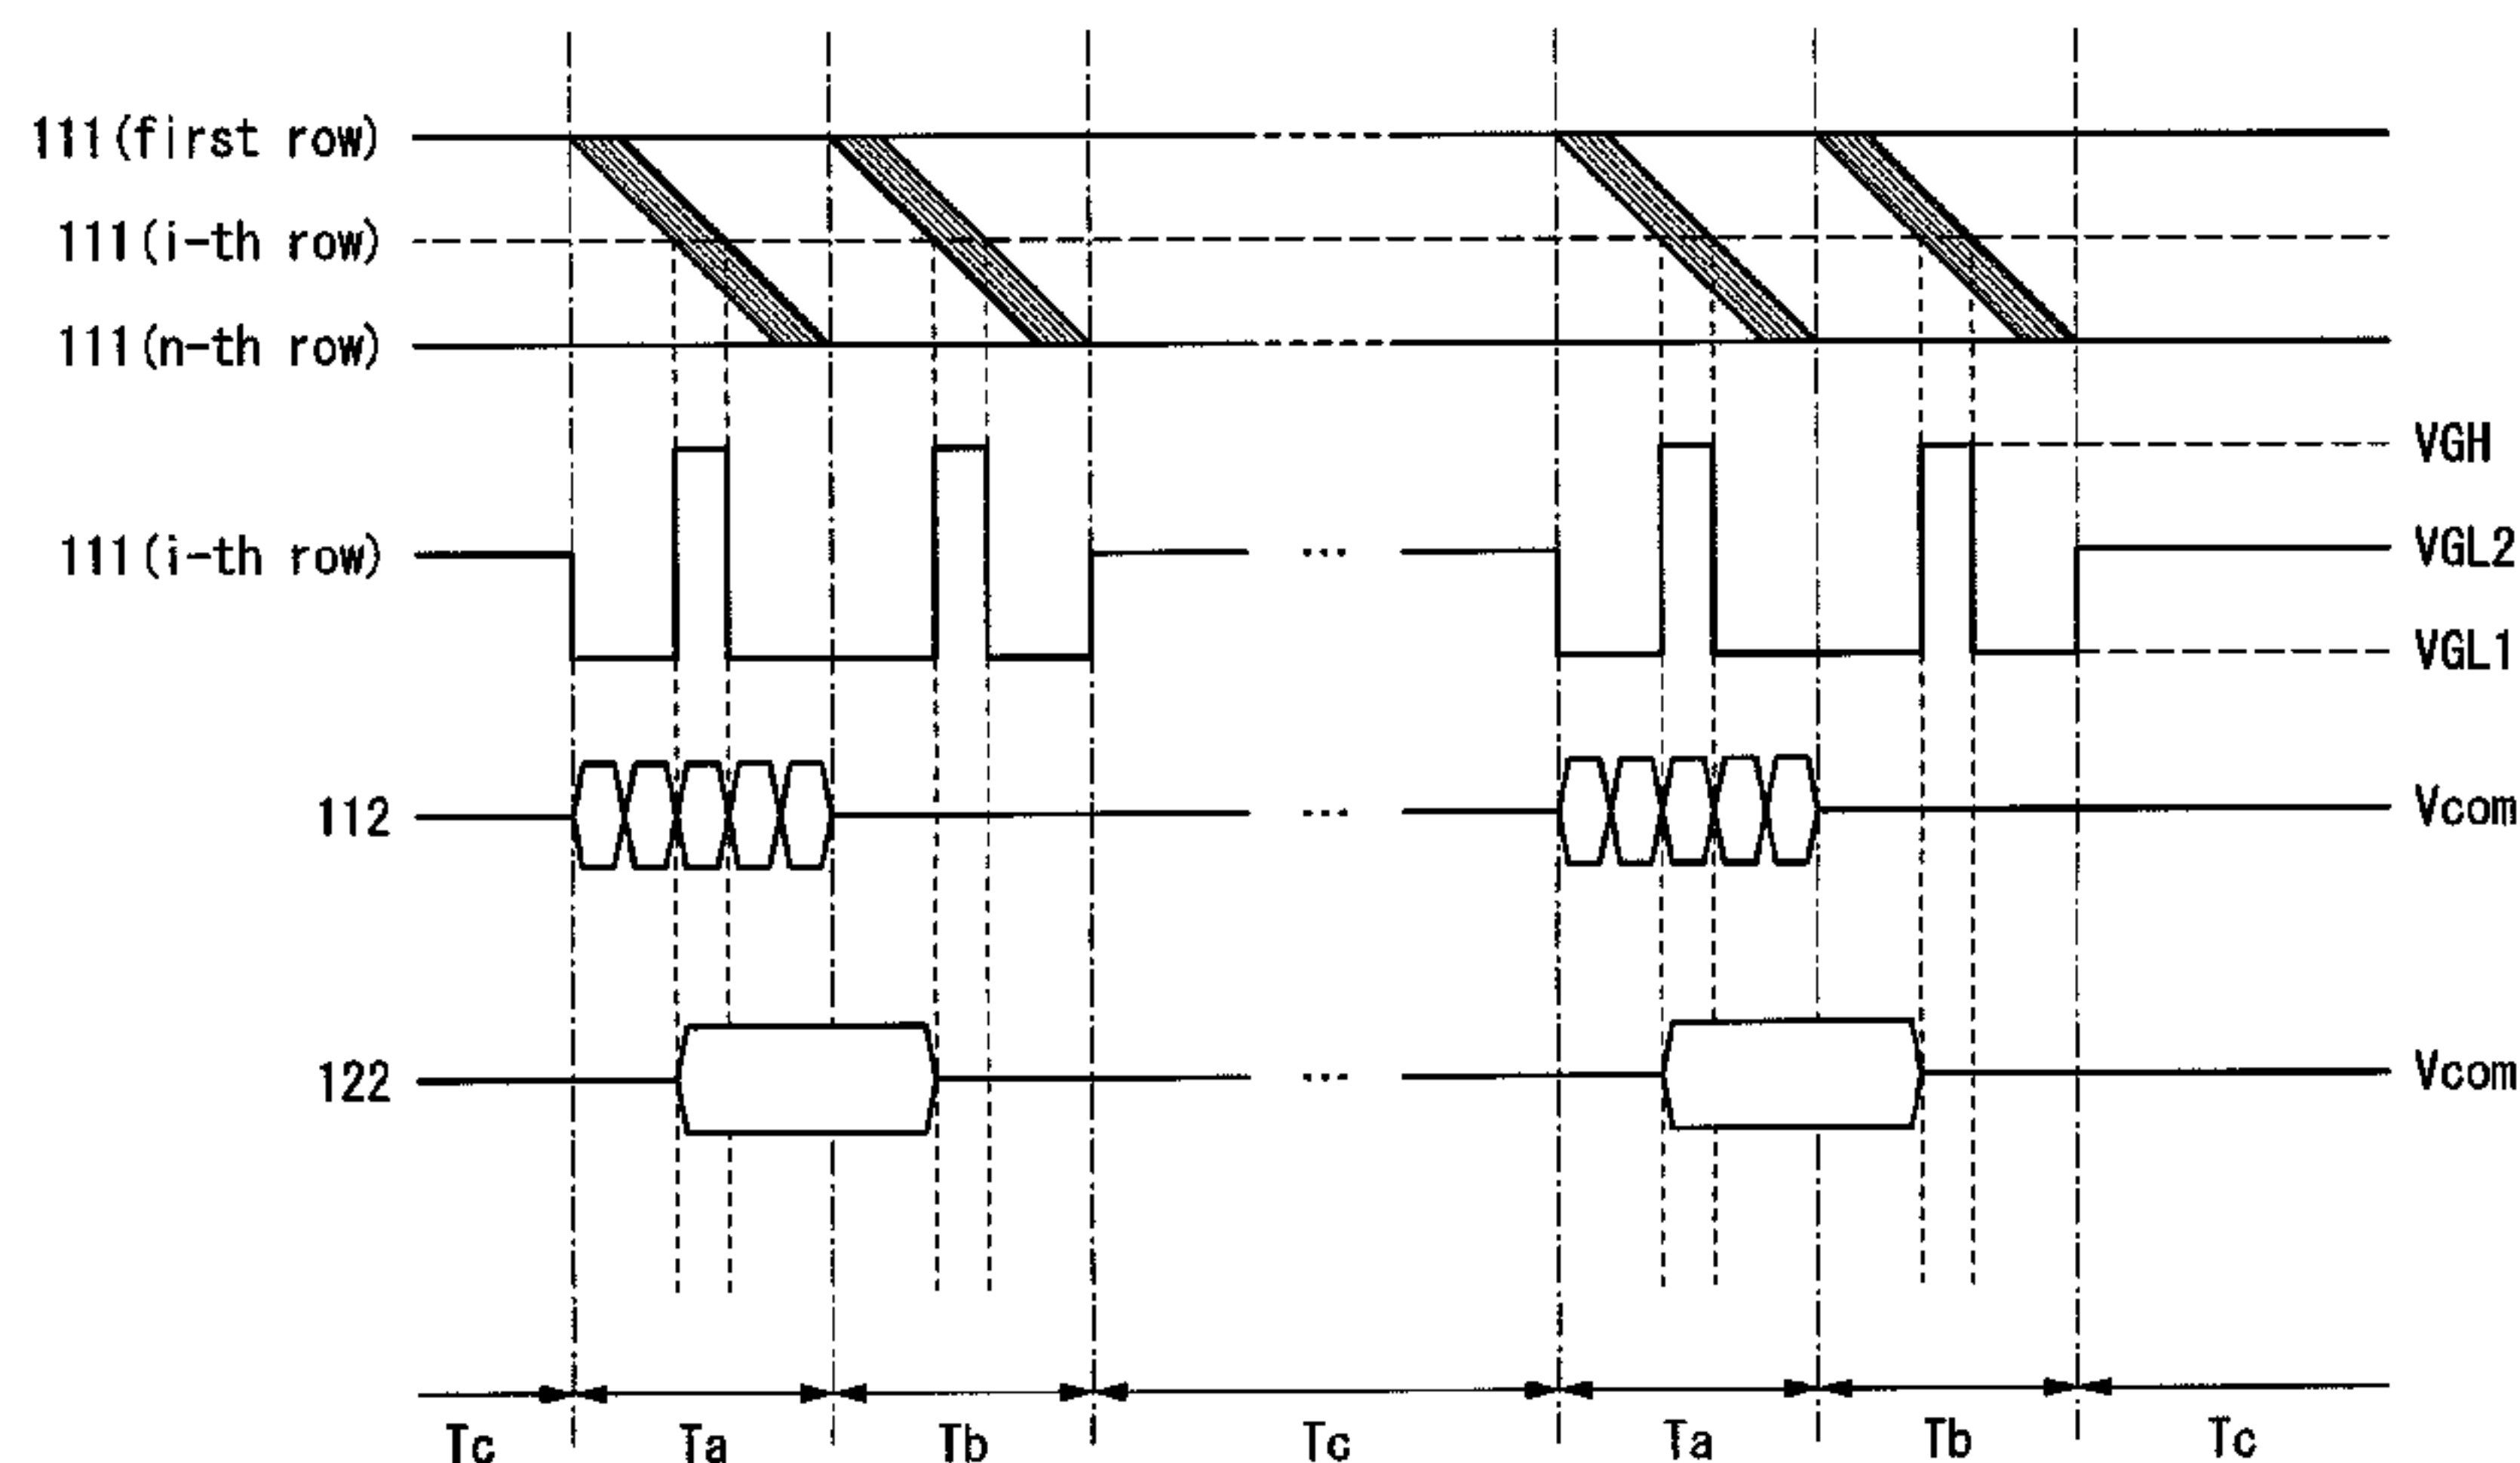 111(first row)
111(i-th row)
111(n-th row)
VGH
111(i-th row)
VGL2
VGL1
112
Vcom
122
Vcom
Tc Ta Tb Tc Ta Tb Tc